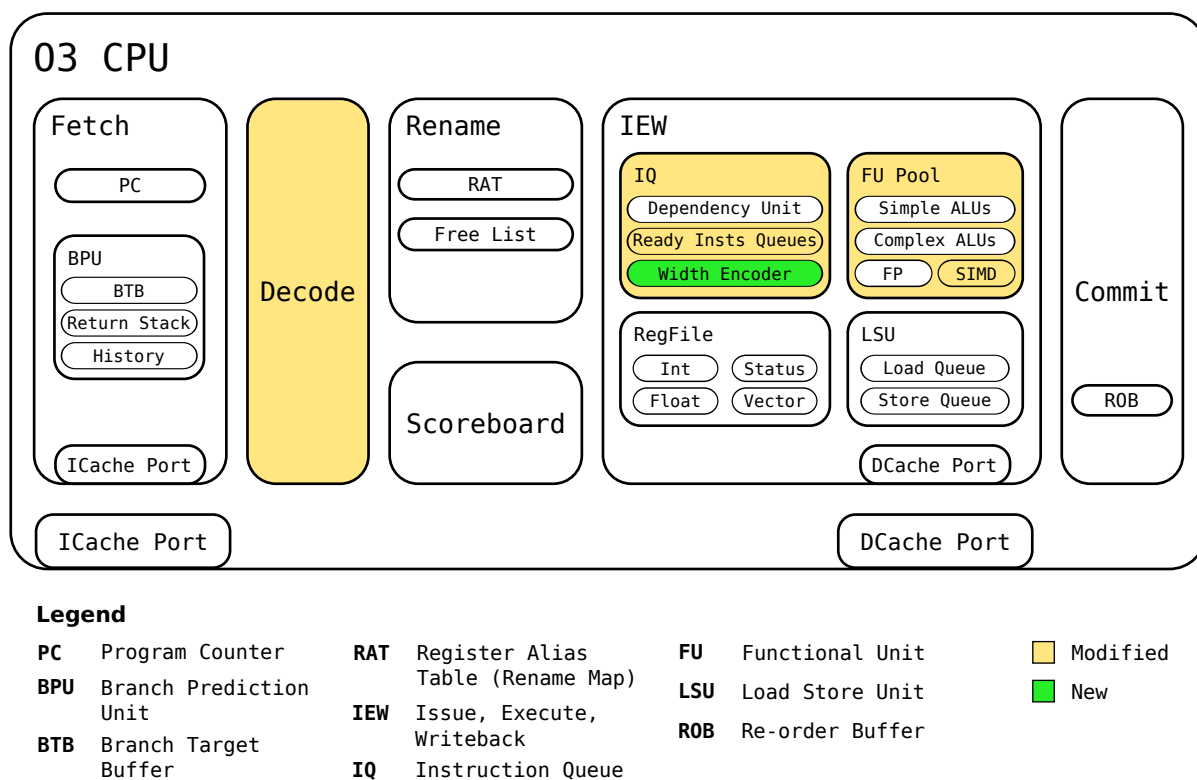 O3 CPU
Fetch
PC
BPU
BTB
Return Stack
History
ICache Port
Decode
Rename
RAT
Free List
Scoreboard
IEW
IQ
Dependency Unit
Ready Insts Queues
Width Encoder
FU Pool
Simple ALUs
Complex ALUs
FP
SIMD
RegFile
Int
Status
Float
Vector
LSU
Load Queue
Store Queue
DCache Port
Commit
ROB
ICache Port
DCache Port
Legend
PC Program Counter
BPU Branch Prediction
Unit
BTB Branch Target
Buffer
RAT Register Alias
Table (Rename Map)
IEW Issue, Execute,
Writeback
IQ Instruction Queue
FU Functional Unit
LSU Load Store Unit
ROB Re-order Buffer
Modified
New